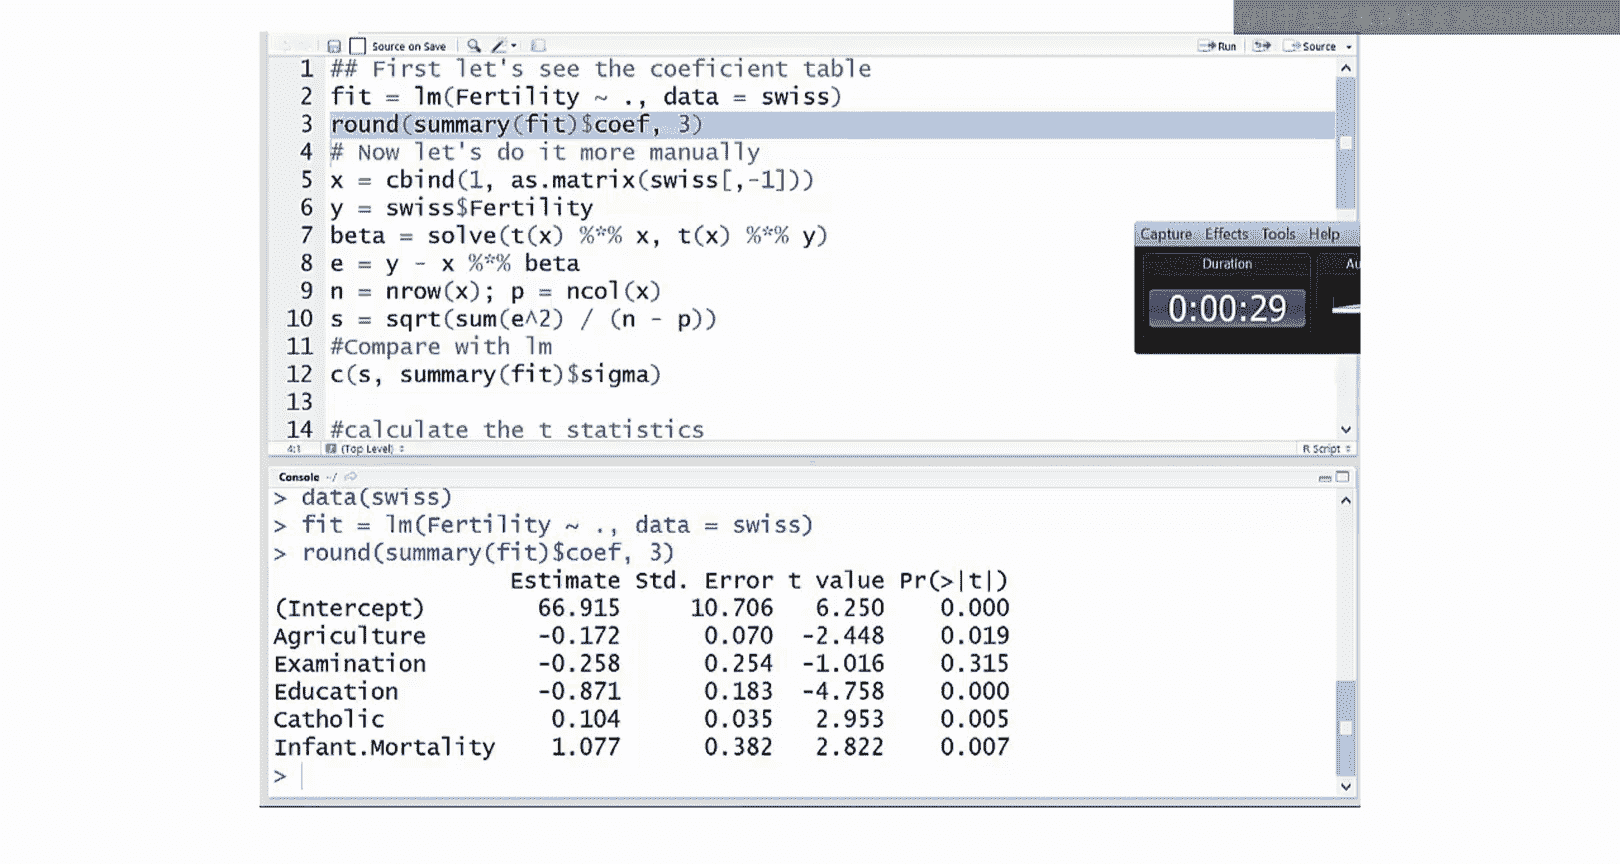 Source on Save
Run
Source
1 ## First let's see the coeficient table
2 fit = lm(Fertility ~ ., data = swiss)
3 round(summary(fit)$coef, 3)
4 # Now let's do it more manually
5 x = cbind(1, as.matrix(swiss[,-1]))
6 y = swiss$Fertility
7 beta = solve(t(x) %*% x, t(x) %*% y)
8 e = y - x %*% beta
9 n = nrow(x); p = ncol(x)
10 s = sqrt(sum(e^2) / (n - p))
11 #Compare with lm
12 c(s, summary(fit)$sigma)
13
14 #calculate the t statistics
4:1 (Top Level) R Script
Capture Effects Tools Help
Duration
Au
0:00:29
Console ~/
> data(swiss)
> fit = lm(Fertility ~ ., data = swiss)
> round(summary(fit)$coef, 3)
Estimate Std. Error t value Pr(>|t|)
(Intercept) 66.915 10.706 6.250 0.000
Agriculture -0.172 0.070 -2.448 0.019
Examination -0.258 0.254 -1.016 0.315
Education -0.871 0.183 -4.758 0.000
Catholic 0.104 0.035 2.953 0.005
Infant.Mortality 1.077 0.382 2.822 0.007
>